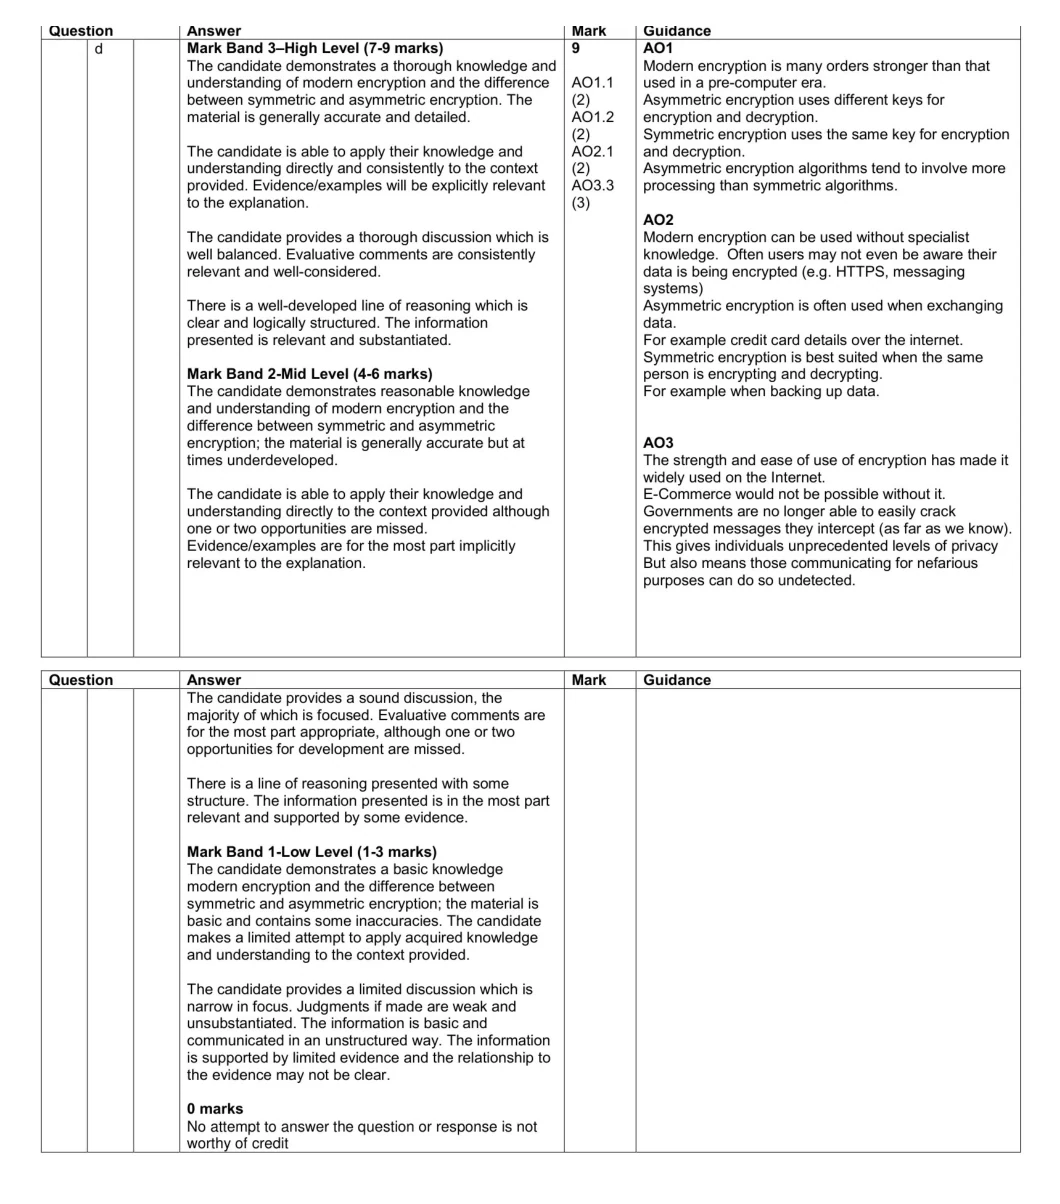 Question Answer Mark Guidance
d
Mark Band 3–High Level (7-9 marks)
The candidate demonstrates a thorough knowledge and
understanding of modern encryption and the difference
between symmetric and asymmetric encryption. The
material is generally accurate and detailed.
The candidate is able to apply their knowledge and
understanding directly and consistently to the context
provided. Evidence/examples will be explicitly relevant
to the explanation.
The candidate provides a thorough discussion which is
well balanced. Evaluative comments are consistently
relevant and well-considered.
There is a well-developed line of reasoning which is
clear and logically structured. The information
presented is relevant and substantiated.
Mark Band 2-Mid Level (4-6 marks)
The candidate demonstrates reasonable knowledge
and understanding of modern encryption and the
difference between symmetric and asymmetric
encryption; the material is generally accurate but at
times underdeveloped.
The candidate is able to apply their knowledge and
understanding directly to the context provided although
one or two opportunities are missed.
Evidence/examples are for the most part implicitly
relevant to the explanation.
9
AO1.1
(2)
AO1.2
(2)
AO2.1
(2)
AO3.3
(3)
AO1
Modern encryption is many orders stronger than that
used in a pre-computer era.
Asymmetric encryption uses different keys for
encryption and decryption.
Symmetric encryption uses the same key for encryption
and decryption.
Asymmetric encryption algorithms tend to involve more
processing than symmetric algorithms.
AO2
Modern encryption can be used without specialist
knowledge. Often users may not even be aware their
data is being encrypted (e.g. HTTPS, messaging
systems)
Asymmetric encryption is often used when exchanging
data.
For example credit card details over the internet.
Symmetric encryption is best suited when the same
person is encrypting and decrypting.
For example when backing up data.
AO3
The strength and ease of use of encryption has made it
widely used on the Internet.
E-Commerce would not be possible without it.
Governments are no longer able to easily crack
encrypted messages they intercept (as far as we know).
This gives individuals unprecedented levels of privacy
But also means those communicating for nefarious
purposes can do so undetected.
Question Answer Mark Guidance
The candidate provides a sound discussion, the
majority of which is focused. Evaluative comments are
for the most part appropriate, although one or two
opportunities for development are missed.
There is a line of reasoning presented with some
structure. The information presented is in the most part
relevant and supported by some evidence.
Mark Band 1-Low Level (1-3 marks)
The candidate demonstrates a basic knowledge
modern encryption and the difference between
symmetric and asymmetric encryption; the material is
basic and contains some inaccuracies. The candidate
makes a limited attempt to apply acquired knowledge
and understanding to the context provided.
The candidate provides a limited discussion which is
narrow in focus. Judgments if made are weak and
unsubstantiated. The information is basic and
communicated in an unstructured way. The information
is supported by limited evidence and the relationship to
the evidence may not be clear.
0 marks
No attempt to answer the question or response is not
worthy of credit